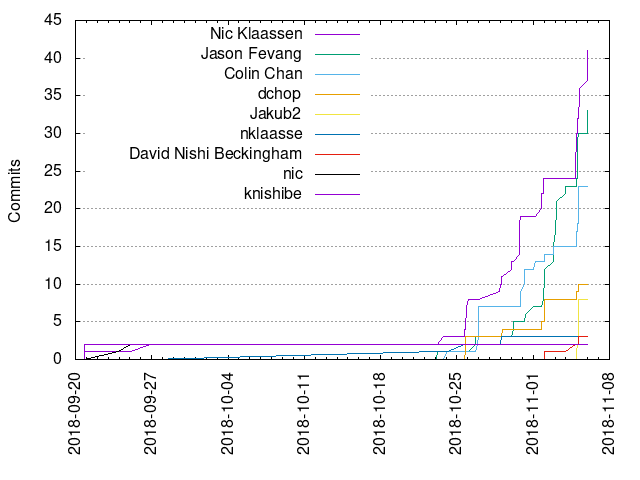 45
40
35
30
25
20
15
10
5
0
Commits
Nic Klaassen
Jason Fevang
Colin Chan
dchop
Jakub2
nklaasse
David Nishi Beckingham
nic
knishibe
2018-09-20
2018-09-27
2018-10-04
2018-10-11
2018-10-18
2018-10-25
2018-11-01
2018-11-08